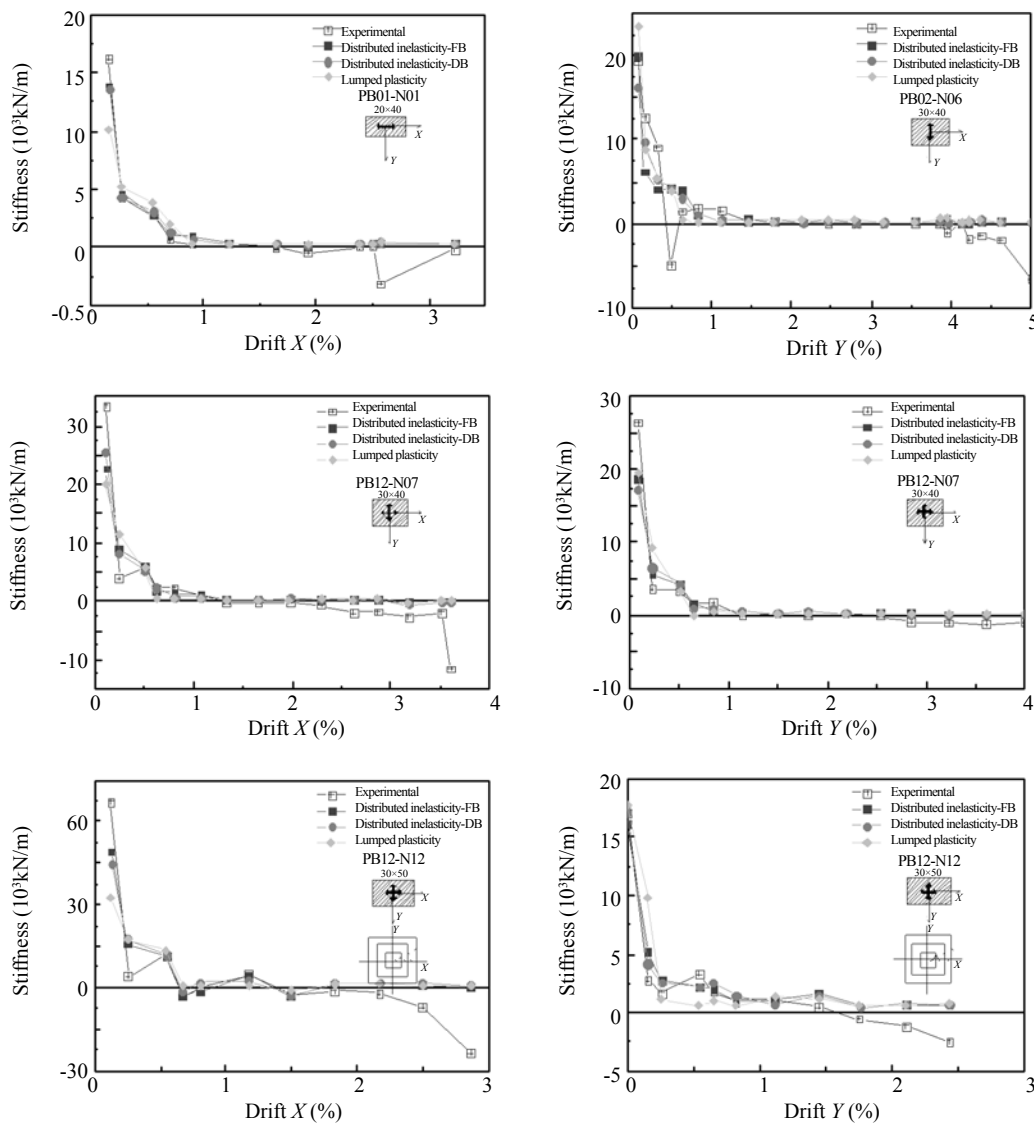 20
15
10
5
0
-0.5
Stiffness (10³kN/m)
Experimental
Distributed inelasticity-FB
Distributed inelasticity-DB
Lumped plasticity
PB01-N01
20×40
X
Y
0 1 2 3
Drift X (%)
20
10
0
-10
Stiffness (10³kN/m)
Experimental
Distributed inelasticity-FB
Distributed inelasticity-DB
Lumped plasticity
PB02-N06
30×40
X
Y
0 1 2 3 4 5
Drift Y (%)
30
20
10
0
-10
Stiffness (10³kN/m)
Experimental
Distributed inelasticity-FB
Distributed inelasticity-DB
Lumped plasticity
PB12-N07
30×40
X
Y
0 1 2 3 4
Drift X (%)
30
20
10
0
-10
Stiffness (10³kN/m)
Experimental
Distributed inelasticity-FB
Distributed inelasticity-DB
Lumped plasticity
PB12-N07
30×40
X
Y
0 1 2 3 4
Drift Y (%)
60
30
0
-30
Stiffness (10³kN/m)
Experimental
Distributed inelasticity-FB
Distributed inelasticity-DB
Lumped plasticity
PB12-N12
30×50
X
Y
Y
X
0 1 2 3
Drift X (%)
20
15
10
5
0
-5
Stiffness (10³kN/m)
Experimental
Distributed inelasticity-FB
Distributed inelasticity-DB
Lumped plasticity
PB12-N12
30×50
X
Y
Y
X
0 1 2 3
Drift Y (%)